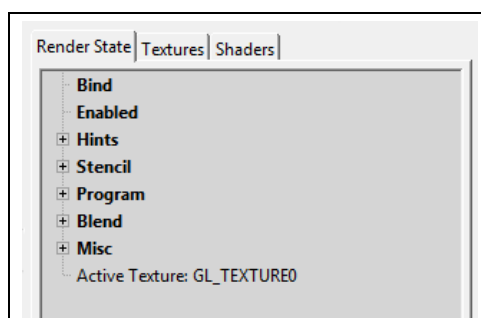 Render State Textures Shaders
Bind
Enabled
Hints
Stencil
Program
Blend
Misc
Active Texture: GL_TEXTURE0